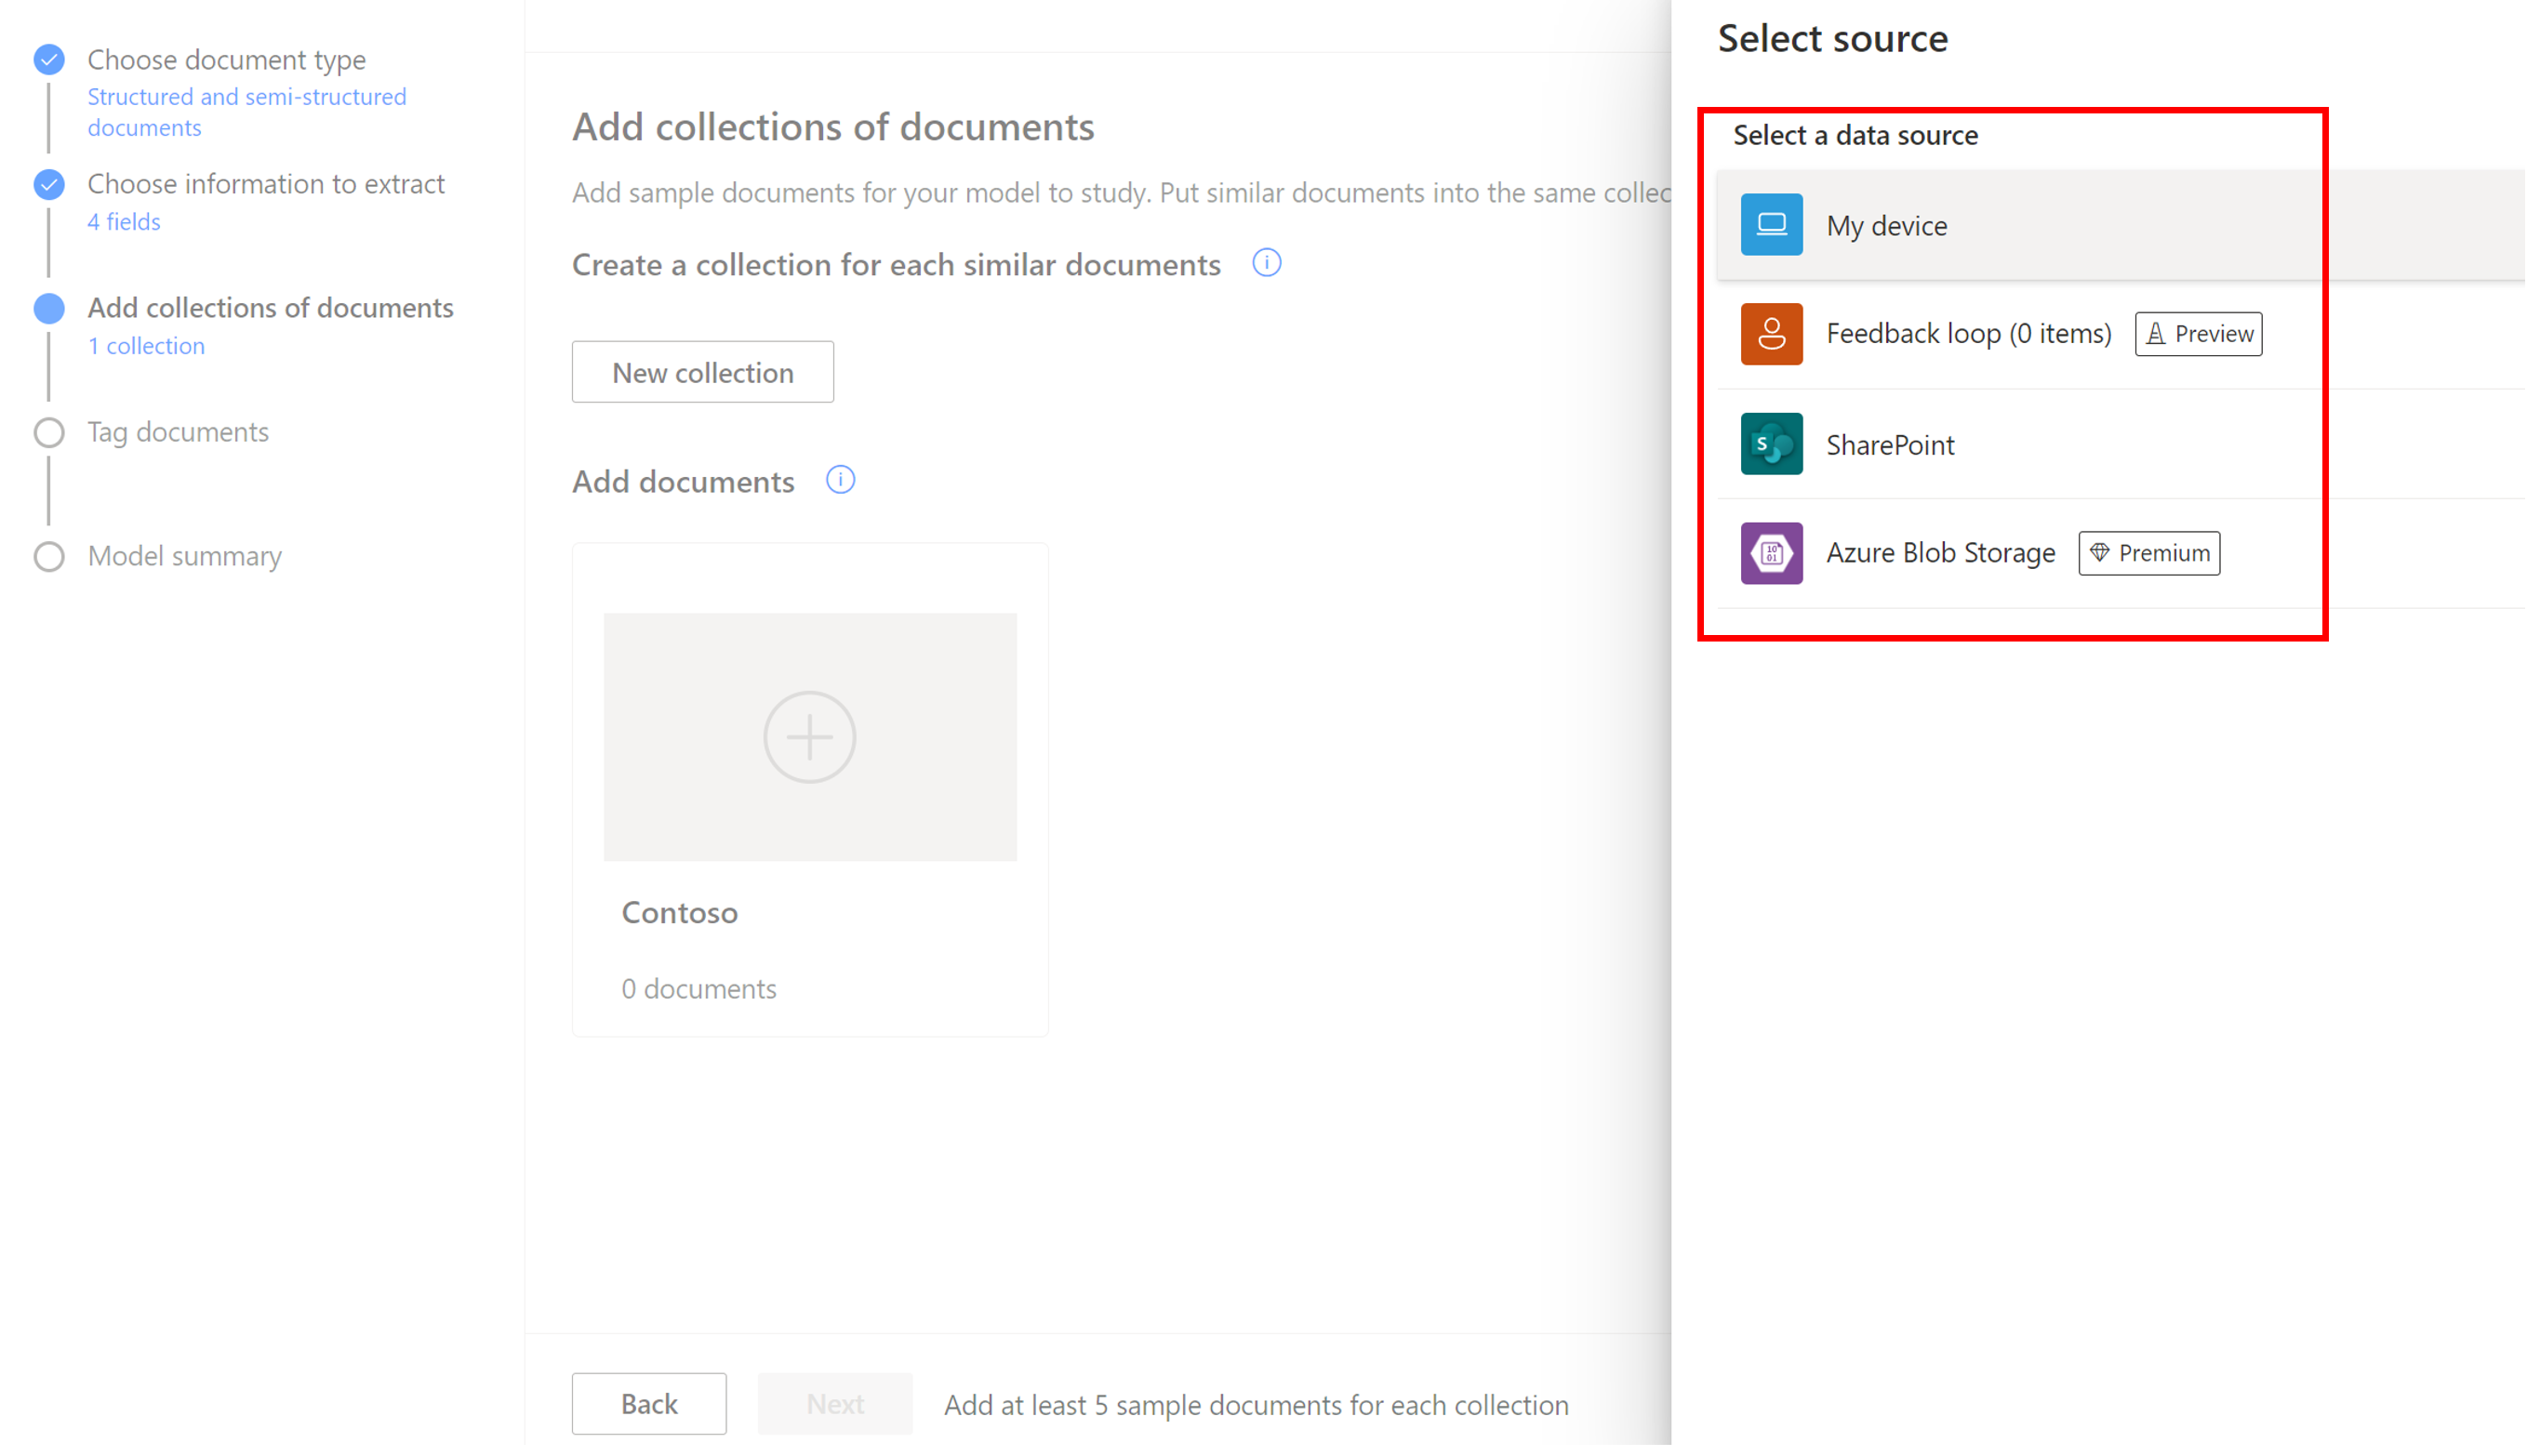 Choose document type
Structured and semi-structured
documents
Choose information to extract
4 fields
Add collections of documents
1 collection
Tag documents
Model summary
Add collections of documents
Add sample documents for your model to study. Put similar documents into the same collec
Create a collection for each similar documents
New collection
Add documents
Contoso
0 documents
Back
Next
Add at least 5 sample documents for each collection
Select source
Select a data source
My device
Feedback loop (0 items)
Preview
S
SharePoint
10
01
Azure Blob Storage
Premium